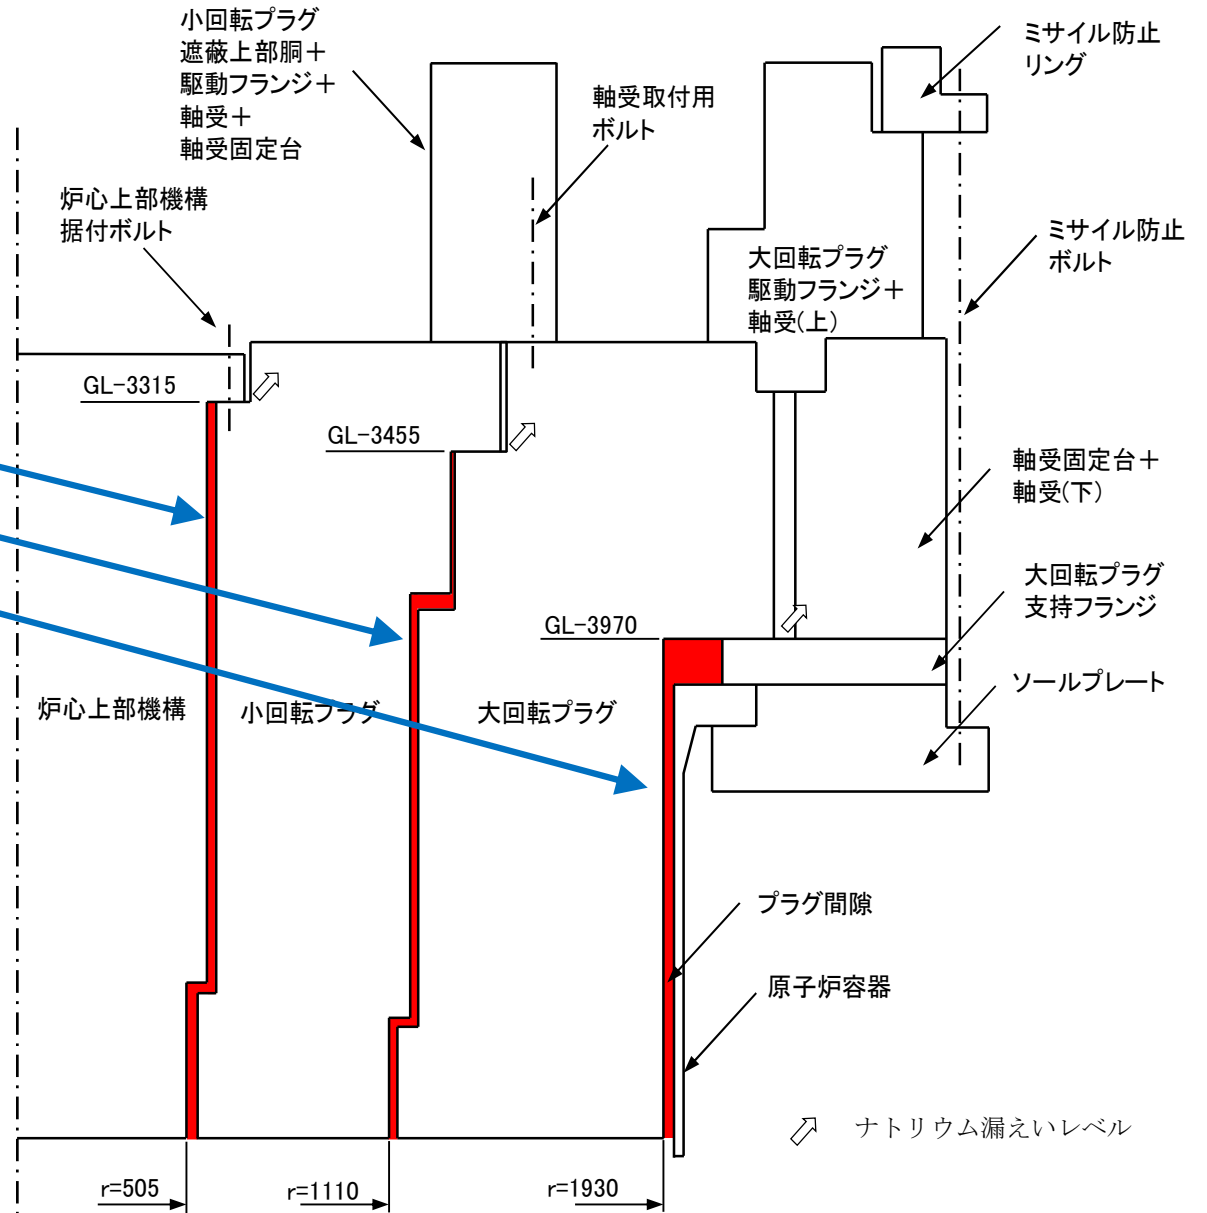 小回転プラグ
遮蔽上部胴＋
駆動フランジ＋
軸受＋
軸受固定台
軸受取付用
ボルト
ミサイル防止
リング
炉心上部機構
据付ボルト
大回転プラグ
駆動フランジ＋
軸受(上)
ミサイル防止
ボルト
GL-3315
GL-3455
軸受固定台＋
軸受(下)
大回転プラグ
支持フランジ
GL-3970
ソールプレート
炉心上部機構
小回転プラグ
大回転プラグ
プラグ間隙
原子炉容器
ナトリウム漏えいレベル
r=505
r=1110
r=1930